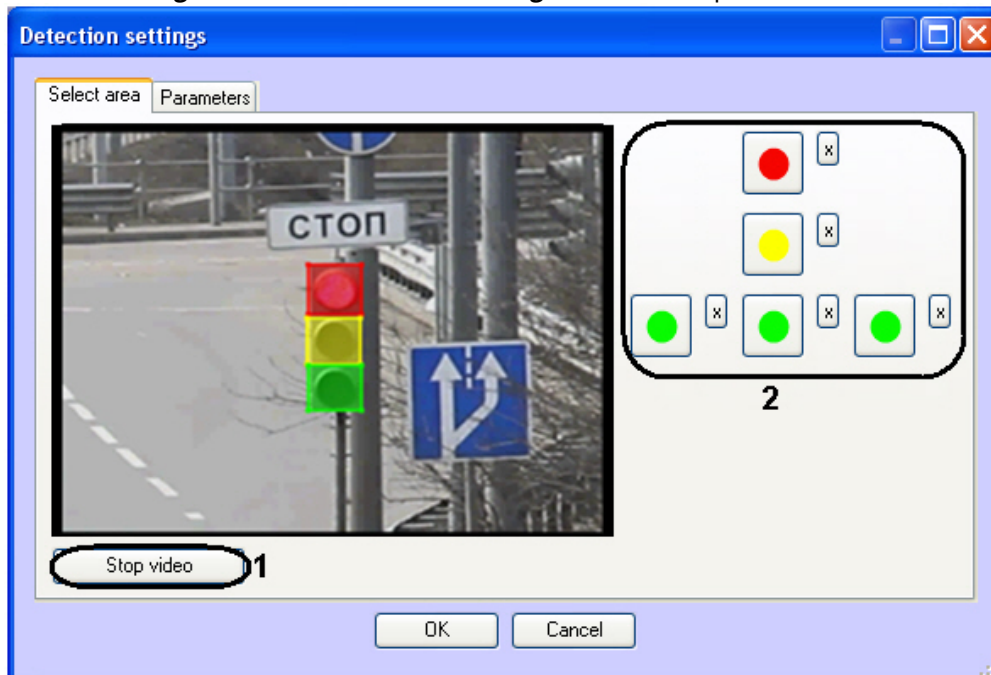 Detection settings
Select area Parameters
x
СТОП
x
x x x
2
Stop video 1
OK Cancel